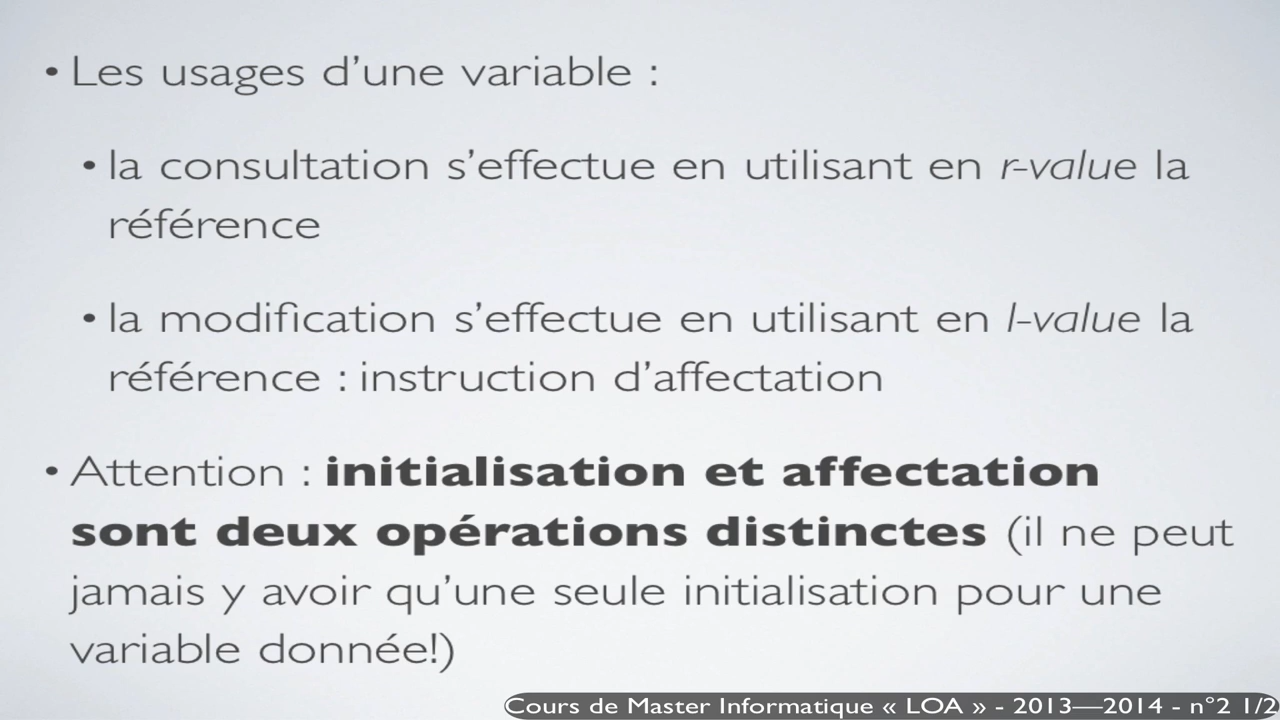 • Les usages d’une variable :
• la consultation s’effectue en utilisant en r-value la
référence
• la modification s’effectue en utilisant en l-value la
référence : instruction d’affectation
• Attention : initialisation et affectation
sont deux opérations distinctes (il ne peut
jamais y avoir qu’une seule initialisation pour une
variable donnée!)
Cours de Master Informatique « LOA » - 2013—2014 - n°2 1/2